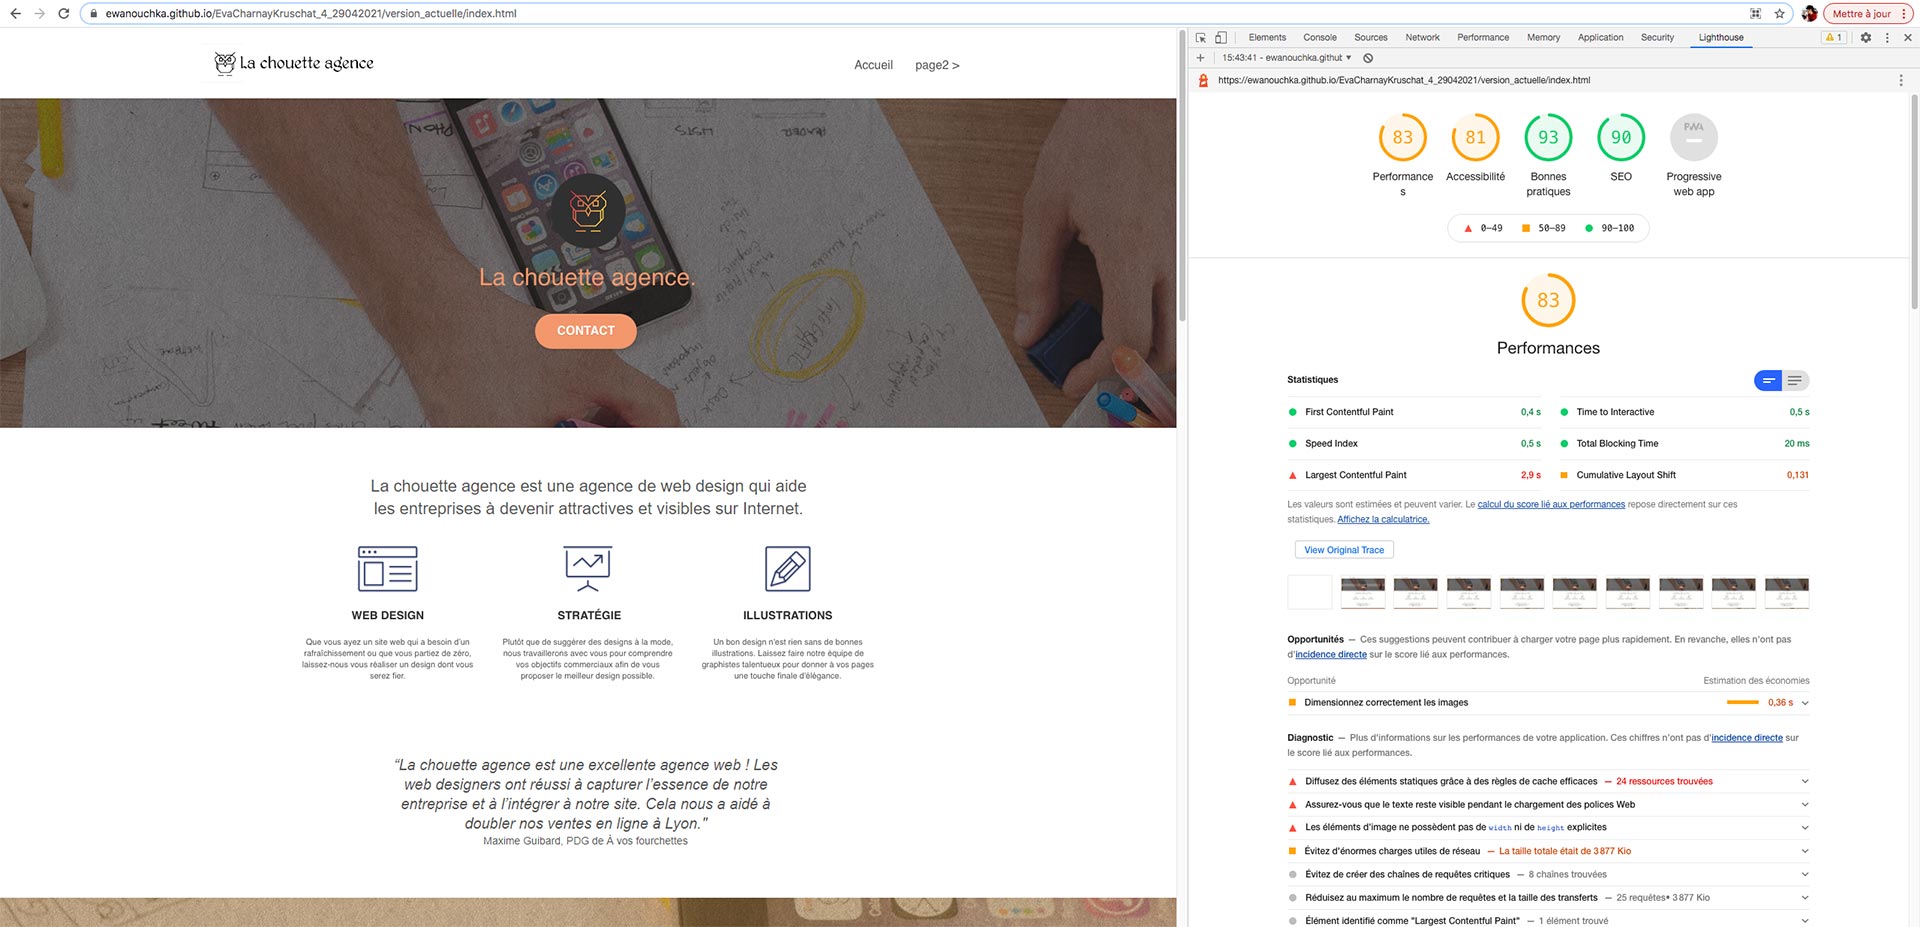 ewanouchka.github.io/EvaCharnayKruschat_4_29042021/version_actuelle/index.html
Mettre à jour
La chouette agence
Accueil
page2 >
La chouette agence.
CONTACT
La chouette agence est une agence de web design qui aide
les entreprises à devenir attractives et visibles sur Internet.
WEB DESIGN
Que vous ayez un site web qui a besoin d'un
rafraîchissement ou que vous partiez de zéro,
laissez-nous vous réaliser un design dont vous
serez fier.
STRATÉGIE
Plutôt que de suggérer des designs à la mode,
nous travaillerons avec vous pour comprendre
vos objectifs commerciaux afin de vous
proposer le meilleur design possible.
ILLUSTRATIONS
Un bon design n'est rien sans de bonnes
illustrations. Laissez faire notre équipe de
graphistes talentueux pour donner à vos pages
une touche finale d'élégance.
“La chouette agence est une excellente agence web ! Les
web designers ont réussi à capturer l'essence de notre
entreprise et à l'intégrer à notre site. Cela nous a aidé à
doubler nos ventes en ligne à Lyon."
Maxime Guibard, PDG de À vos fourchettes
Elements Console Sources Network Performance Memory Application Security Lighthouse 1
15:43:41 - ewanouchka.githut
https://ewanouchka.github.io/EvaCharnayKruschat_4_29042021/version_actuelle/index.html
83
Performance
s
81
Accessibilité
93
Bonnes
pratiques
90
SEO
PWA
Progressive
web app
0–49 50–89 90–100
83
Performances
Statistiques
First Contentful Paint 0,4 s
Time to Interactive 0,5 s
Speed Index 0,5 s
Total Blocking Time 20 ms
Largest Contentful Paint 2,9 s
Cumulative Layout Shift 0,131
Les valeurs sont estimées et peuvent varier. Le calcul du score lié aux performances repose directement sur ces
statistiques. Affichez la calculatrice.
View Original Trace
Opportunités — Ces suggestions peuvent contribuer à charger votre page plus rapidement. En revanche, elles n'ont pas
d'incidence directe sur le score lié aux performances.
Opportunité Estimation des économies
Dimensionnez correctement les images 0,36 s
Diagnostic — Plus d'informations sur les performances de votre application. Ces chiffres n'ont pas d'incidence directe sur
le score lié aux performances.
Diffusez des éléments statiques grâce à des règles de cache efficaces — 24 ressources trouvées
Assurez-vous que le texte reste visible pendant le chargement des polices Web
Les éléments d'image ne possèdent pas de width ni de height explicites
Évitez d'énormes charges utiles de réseau — La taille totale était de 3 877 Kio
Évitez de créer des chaînes de requêtes critiques — 8 chaînes trouvées
Réduisez au maximum le nombre de requêtes et la taille des transferts — 25 requêtes• 3 877 Kio
Élément identifié comme "Largest Contentful Paint" — 1 élément trouvé